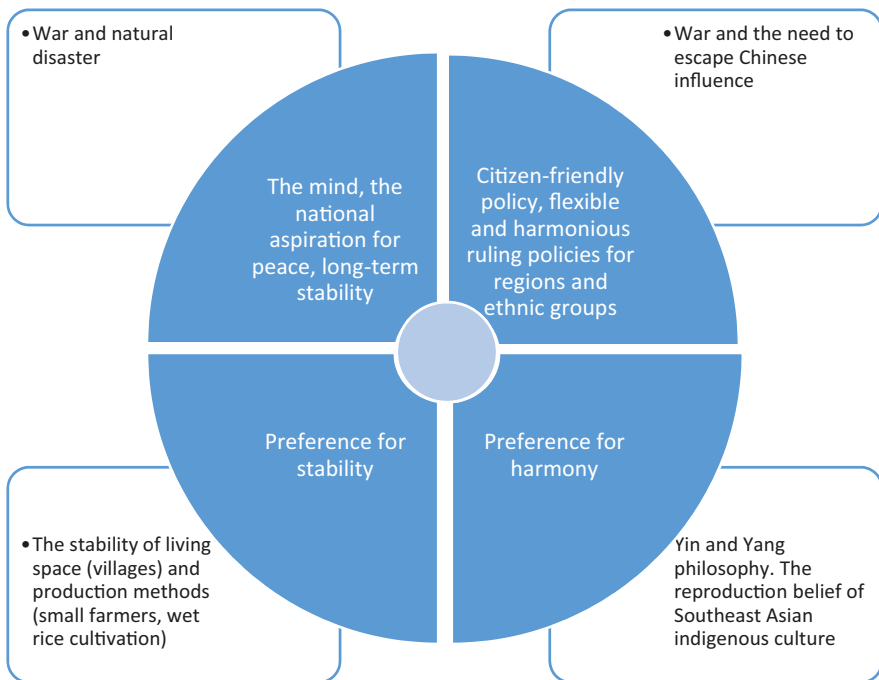 •War and natural
disaster
•War and the need to
escape Chinese
influence
The mind, the
national
aspiration for
peace, long-term
stability
Citizen-friendly
policy, flexible
and harmonious
ruling policies for
regions and
ethnic groups
Preference for
stability
Preference for
harmony
•The stability of living
space (villages) and
production methods
(small farmers, wet
rice cultivation)
Yin and Yang
philosophy. The
reproduction belief of
Southeast Asian
indigenous culture